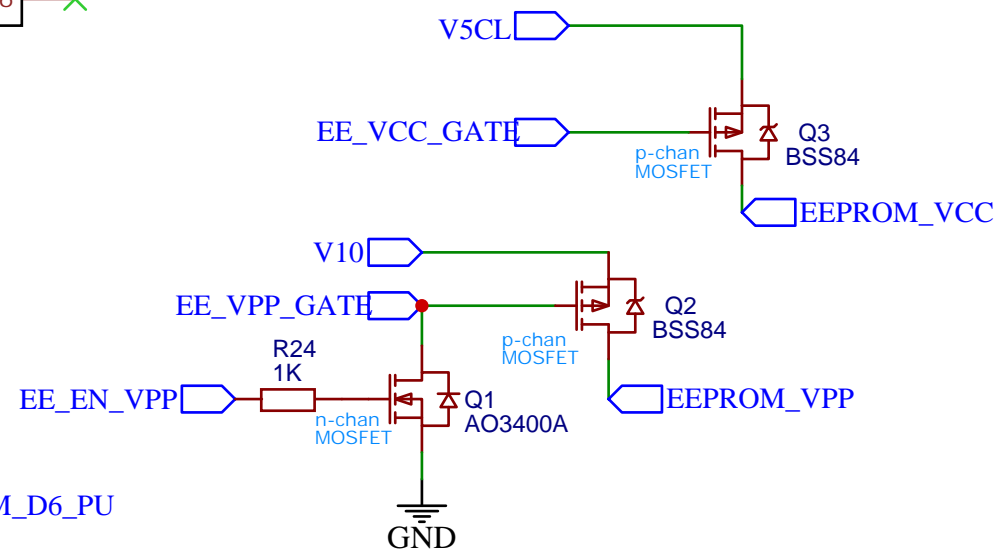 V5CL
EE_VCC_GATE
Q3
BSS84
p-chan
MOSFET
EEPROM_VCC
V10
EE_VPP_GATE
Q2
BSS84
p-chan
MOSFET
R24
1K
EE_EN_VPP
EEPROM_VPP
Q1
AO3400A
n-chan
MOSFET
M_D6_PU
GND